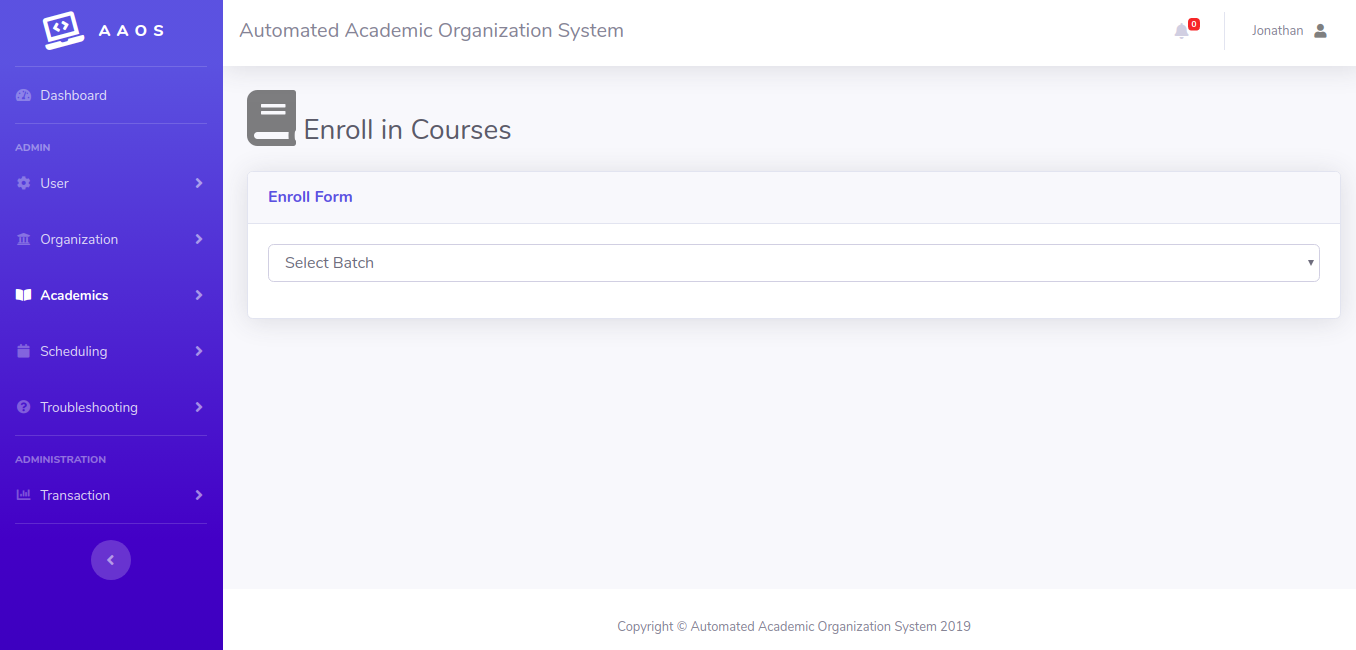 AAOS
Automated Academic Organization System
0
Jonathan
Dashboard
ADMIN
User
Organization
Academics
Scheduling
Troubleshooting
ADMINISTRATION
Transaction
Enroll in Courses
Enroll Form
Select Batch
Copyright © Automated Academic Organization System 2019